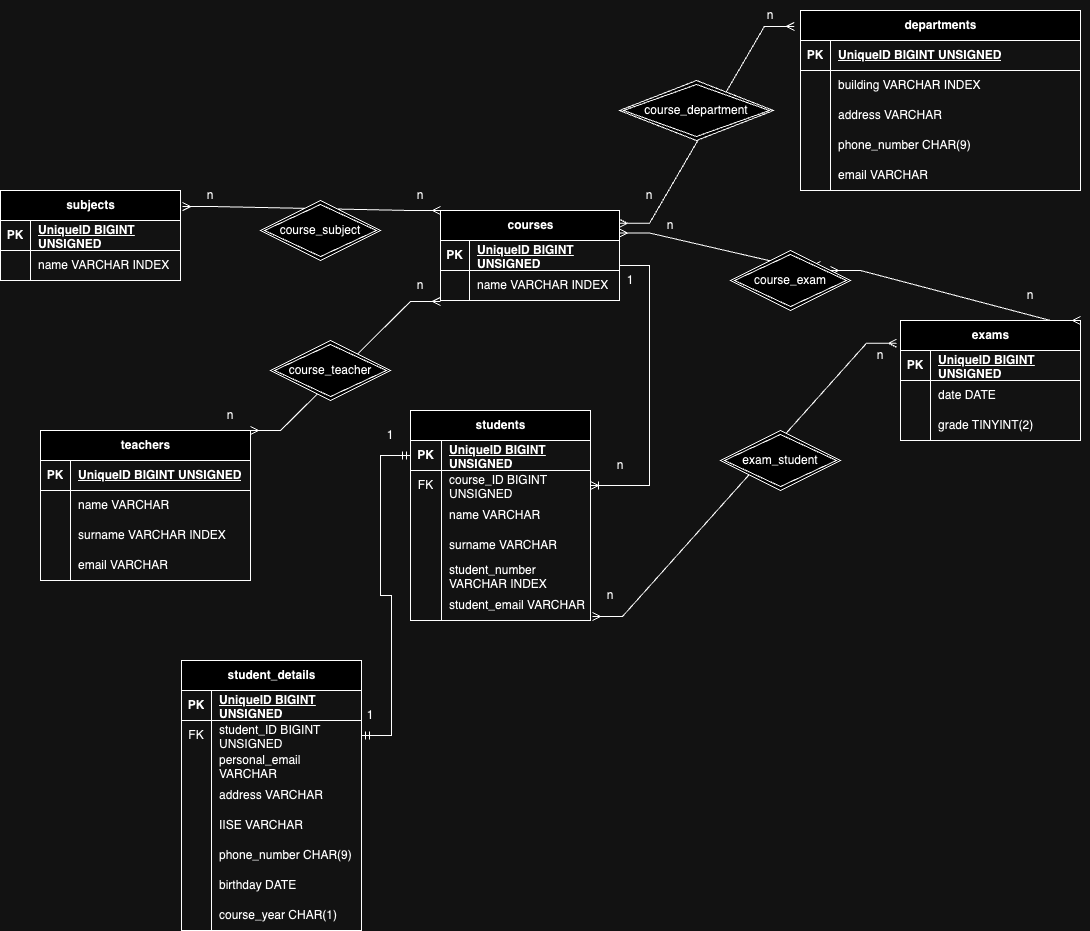 n
departments
PK
UniqueID BIGINT UNSIGNED
building VARCHAR INDEX
address VARCHAR
phone_number CHAR(9)
email VARCHAR
course_department
n
subjects
PK
UniqueID BIGINT
UNSIGNED
name VARCHAR INDEX
n
course_subject
n
courses
PK
UniqueID BIGINT
UNSIGNED
name VARCHAR INDEX
n
1
course_exam
n
exams
PK
UniqueID BIGINT
UNSIGNED
date DATE
grade TINYINT(2)
n
course_teacher
n
n
teachers
PK
UniqueID BIGINT UNSIGNED
name VARCHAR
surname VARCHAR INDEX
email VARCHAR
1
students
PK
UniqueID BIGINT
UNSIGNED
FK
course_ID BIGINT
UNSIGNED
name VARCHAR
surname VARCHAR
student_number
VARCHAR INDEX
student_email VARCHAR
n
exam_student
n
student_details
PK
UniqueID BIGINT
UNSIGNED
1
FK
student_ID BIGINT
UNSIGNED
personal_email
VARCHAR
address VARCHAR
IISE VARCHAR
phone_number CHAR(9)
birthday DATE
course_year CHAR(1)